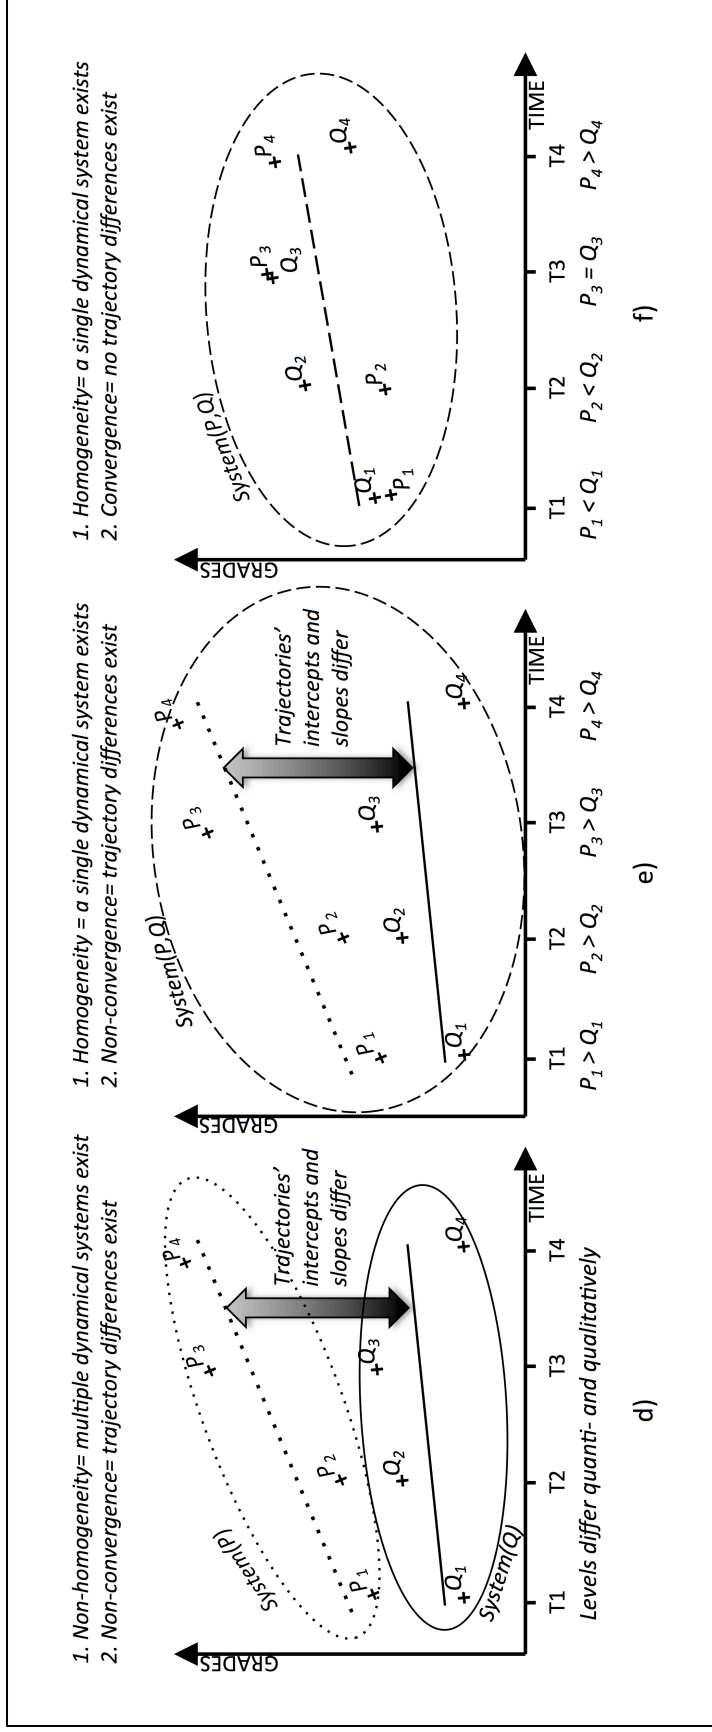 1. Non-homogeneity= multiple dynamical systems exist
2. Non-convergence= trajectory differences exist
GRADES
System(P)
P1
P2
P3
P4
Trajectories'
intercepts and
slopes differ
Q1
Q2
Q3
Q4
System(Q)
TIME
T1 T2 T3 T4
Levels differ quanti- and qualitatively
d)
1. Homogeneity = a single dynamical system exists
2. Non-convergence= trajectory differences exist
GRADES
System(P,Q)
P1
P2
P3
P4
Trajectories'
intercepts and
slopes differ
Q1
Q2
Q3
Q4
TIME
T1 T2 T3 T4
P1 > Q1 P2 > Q2 P3 > Q3 P4 > Q4
e)
1. Homogeneity= a single dynamical system exists
2. Convergence= no trajectory differences exist
GRADES
System(P,Q)
Q1
P1
Q2
P2
P3
Q3
P4
Q4
TIME
T1 T2 T3 T4
P1 < Q1 P2 < Q2 P3 = Q3 P4 > Q4
f)